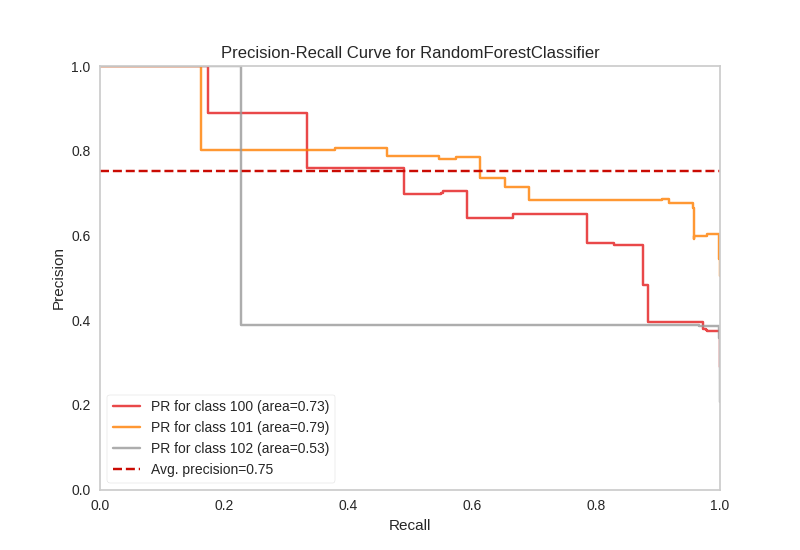 Precision-Recall Curve for RandomForestClassifier
1.0
0.8
0.6
0.4
0.2
0.0
Precision
PR for class 100 (area=0.73)
PR for class 101 (area=0.79)
PR for class 102 (area=0.53)
Avg. precision=0.75
0.0 0.2 0.4 0.6 0.8 1.0
Recall